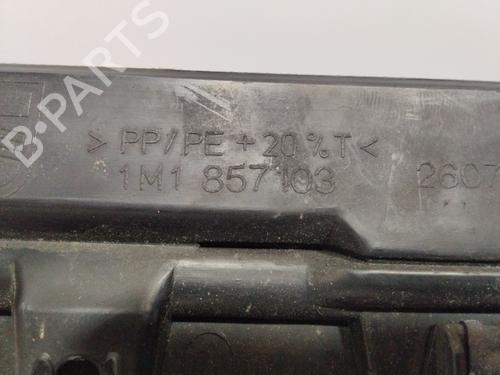 B-PARTS
> PP/PE + 20 % T <
1M1 857103 2607